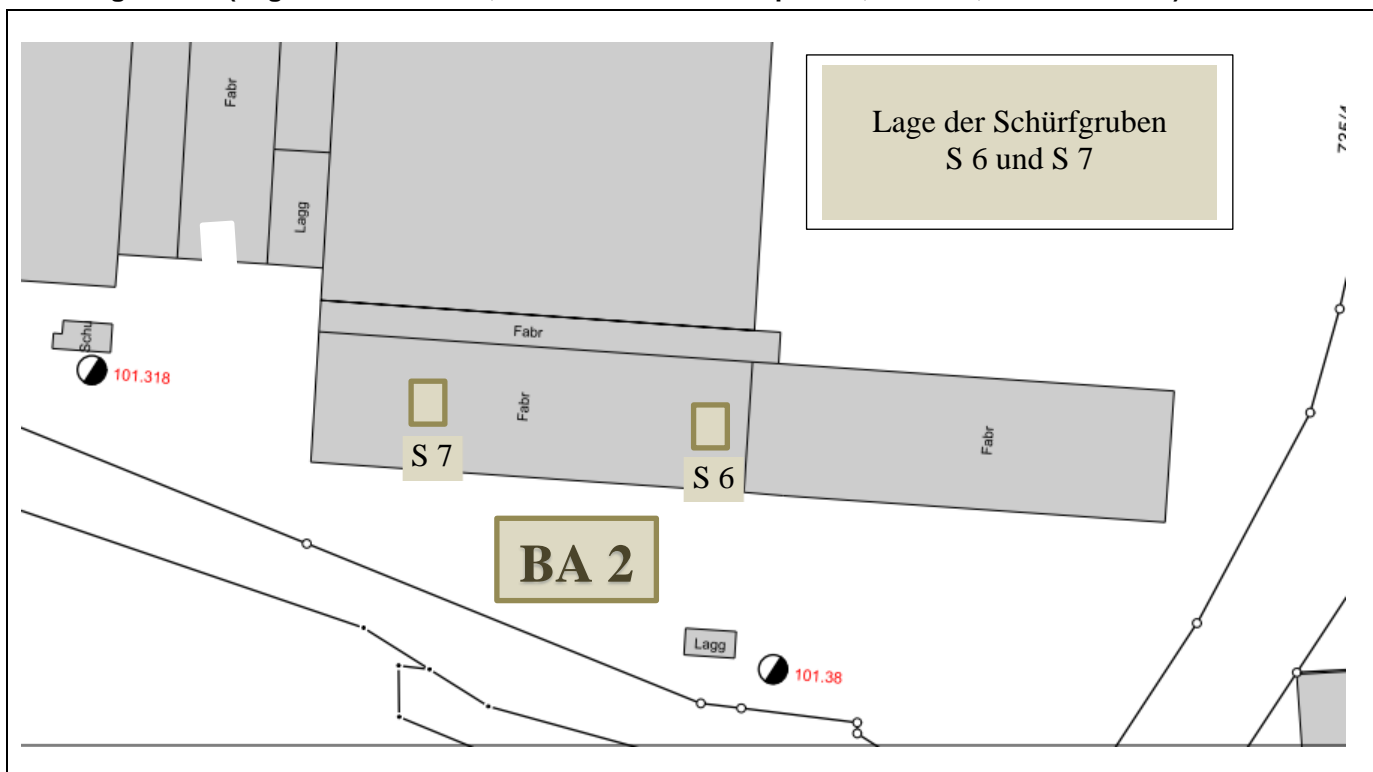 Fabr
Lagg
Lage der Schürfgruben
S 6 und S 7
Fabr
Schu
101.318
Fabr
Fabr
S 7
S 6
BA 2
Lagg
101.38